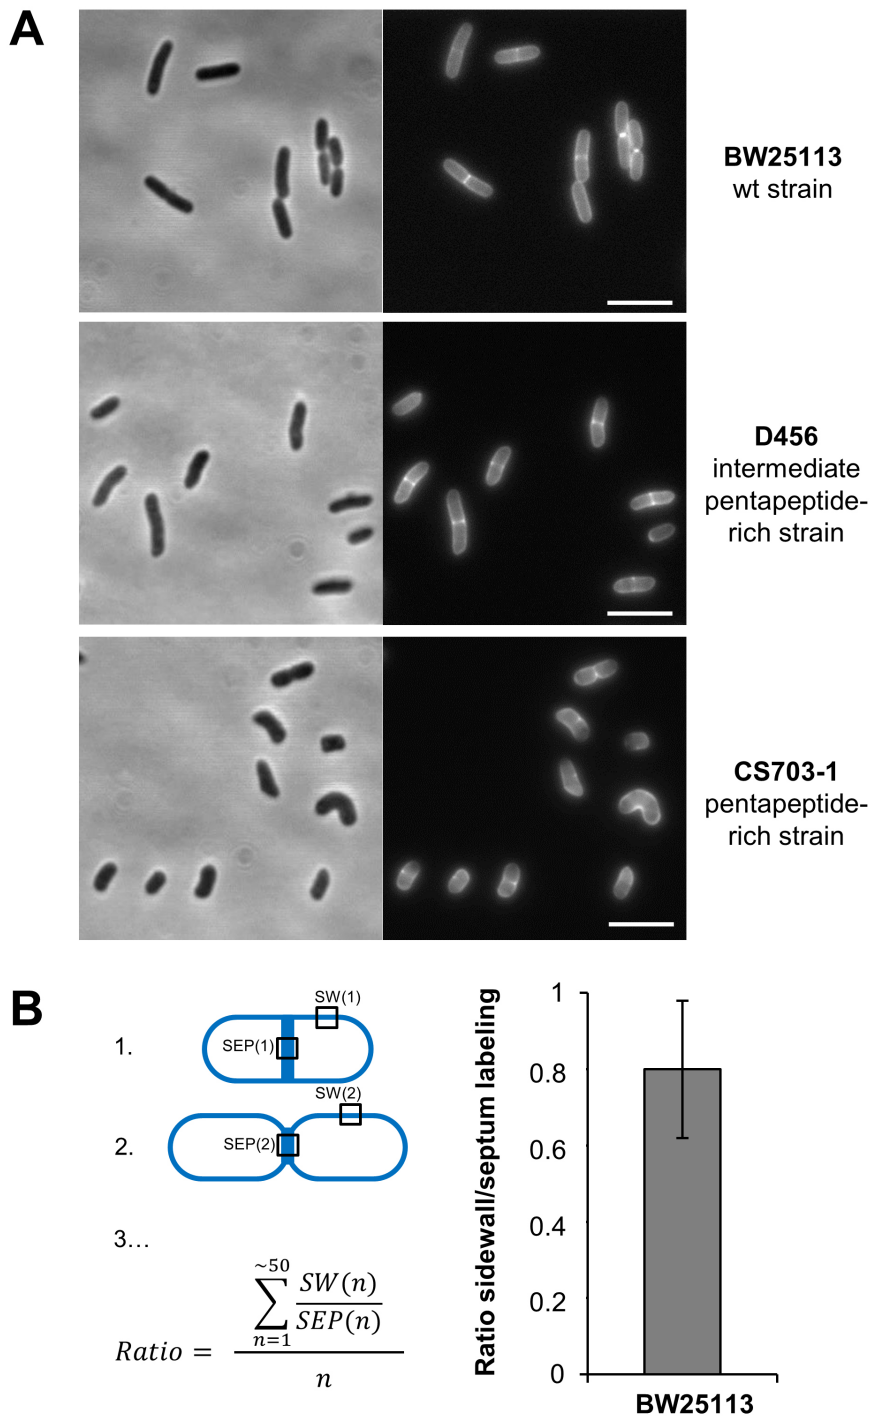 A
BW25113
wt strain
D456
intermediate
pentapeptide-
rich strain
CS703-1
pentapeptide-
rich strain
B
1.
SW(1)
SEP(1)
2.
SW(2)
SEP(2)
3…
Ratio = ∑ ~50 n=1 SW(n) / SEP(n) / n
Ratio sidewall/septum labeling
1
0.8
0.6
0.4
0.2
0
BW25113